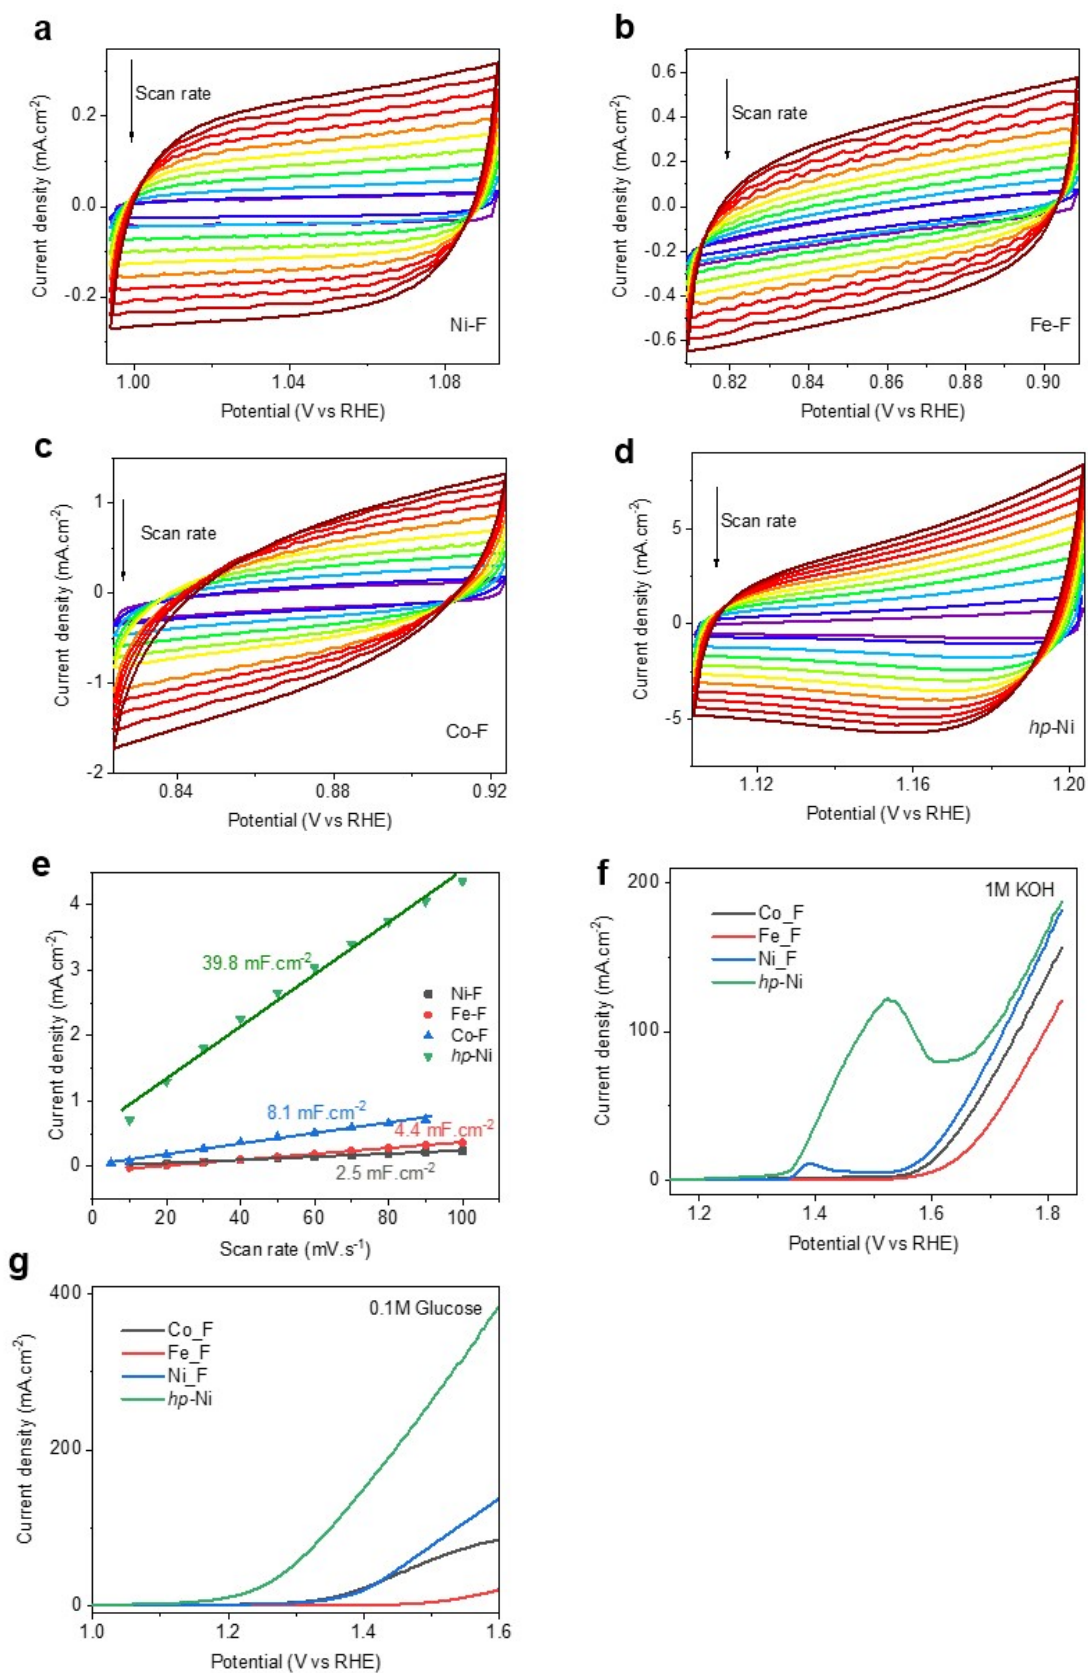 a
Scan rate
0.2
0.0
-0.2
Ni-F
1.00 1.04 1.08
Potential (V vs RHE)
Current density (mA.cm-2)
b
Scan rate
0.6
0.4
0.2
0.0
-0.2
-0.4
-0.6
Fe-F
0.82 0.84 0.86 0.88 0.90
Potential (V vs RHE)
Current density (mA.cm-2)
c
Scan rate
1
0
-1
-2
Co-F
0.84 0.88 0.92
Potential (V vs RHE)
Current density (mA.cm-2)
d
Scan rate
5
0
-5
hp-Ni
1.12 1.16 1.20
Potential (V vs RHE)
Current density (mA.cm-2)
e
4
3
2
1
0
39.8 mF.cm-2
Ni-F
Fe-F
Co-F
hp-Ni
8.1 mF.cm-2
4.4 mF.cm-2
2.5 mF.cm-2
0 20 40 60 80 100
Scan rate (mV.s-1)
Current density (mA.cm-2)
f
200
100
0
1M KOH
Co_F
Fe_F
Ni_F
hp-Ni
1.2 1.4 1.6 1.8
Potential (V vs RHE)
Current density (mA.cm-2)
g
400
200
0
0.1M Glucose
Co_F
Fe_F
Ni_F
hp-Ni
1.0 1.2 1.4 1.6
Potential (V vs RHE)
Current density (mA.cm-2)